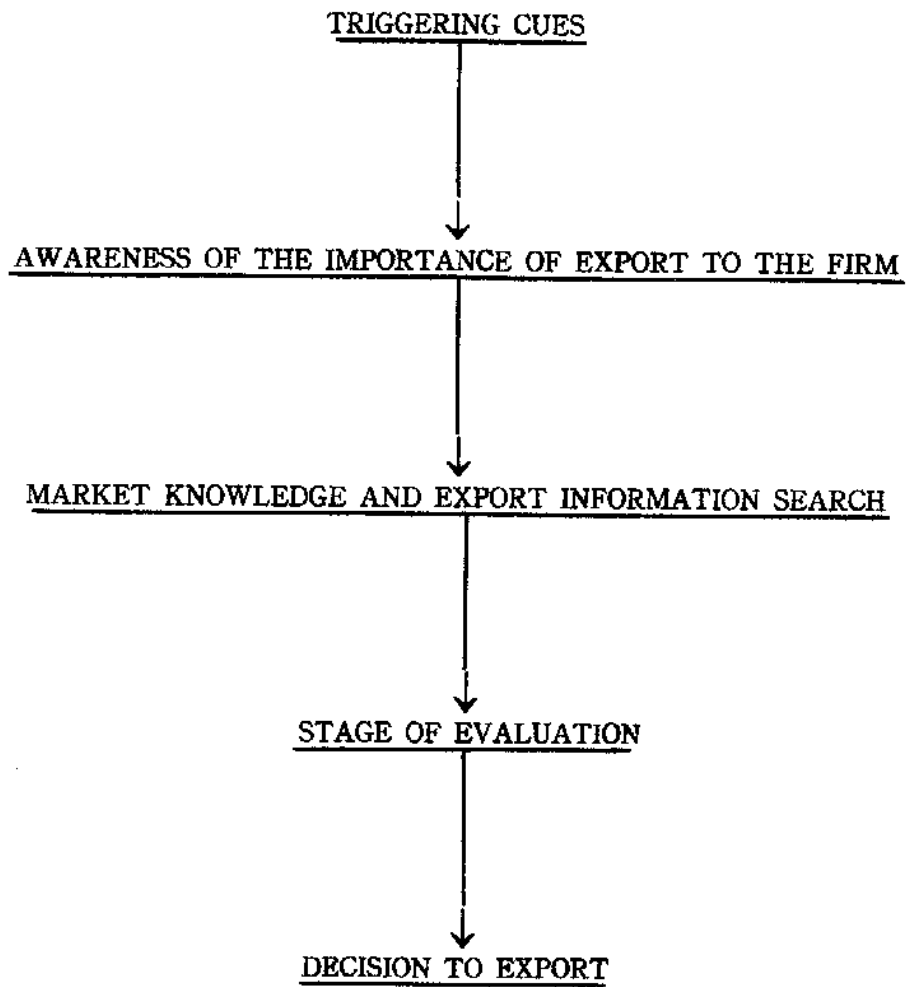 TRIGGERING CUES
AWARENESS OF THE IMPORTANCE OF EXPORT TO THE FIRM
MARKET KNOWLEDGE AND EXPORT INFORMATION SEARCH
STAGE OF EVALUATION
DECISION TO EXPORT